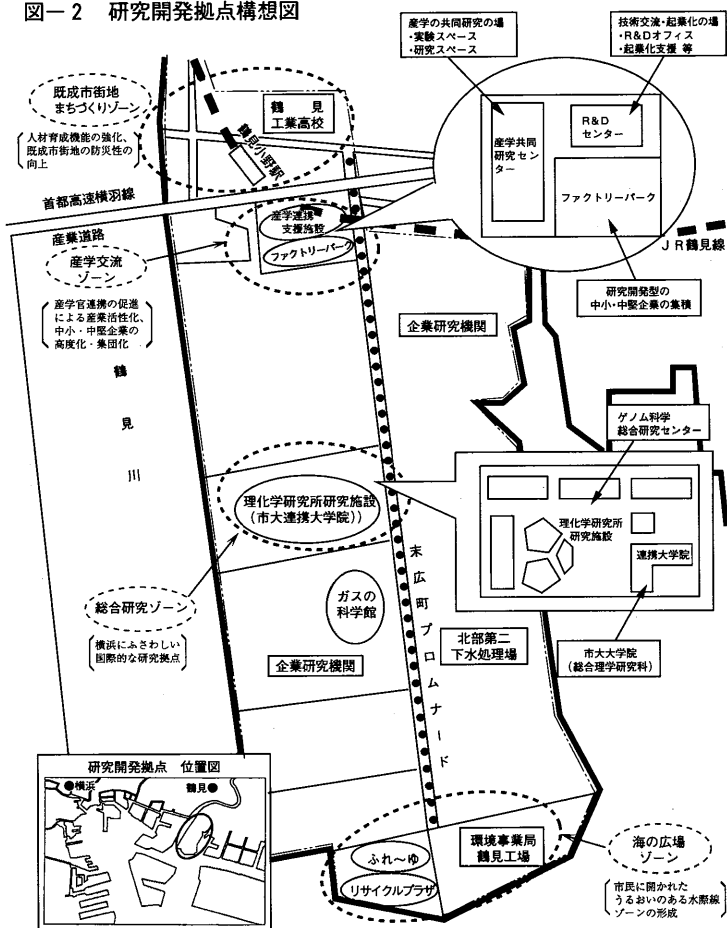 図－2 研究開発拠点構想図
産学の共同研究の場
・実験スペース
・研究スペース
技術交流・起業化の場
・R&Dオフィス
・起業化支援 等
既成市街地
まちづくりゾーン
人材育成機能の強化、
既成市街地の防災性の
向上
鶴見
工業高校
鶴見小野駅
産学共同
研究セン
ター
R&D
センター
ファクトリーパーク
首都高速横羽線
産業道路
産学連携
支援施設
ファクトリーパーク
JR鶴見線
産学交流
ゾーン
産学官連携の促進
による産業活性化、
中小・中堅企業の
高度化・集団化
研究開発型の
中小・中堅企業の集積
企業研究機関
鶴見川
ゲノム科学
総合研究センター
理化学研究所研究施設
(市大連携大学院))
理化学研究所
研究施設
連携大学院
末広町プロムナード
総合研究ゾーン
横浜にふさわしい
国際的な研究拠点
ガスの
科学館
企業研究機関
北部第二
下水処理場
市大大学院
(総合理学研究科)
研究開発拠点 位置図
横浜
鶴見
ふれ～ゆ
リサイクルプラザ
環境事業局
鶴見工場
海の広場
ゾーン
市民に開かれた
うるおいのある水際線
ゾーンの形成